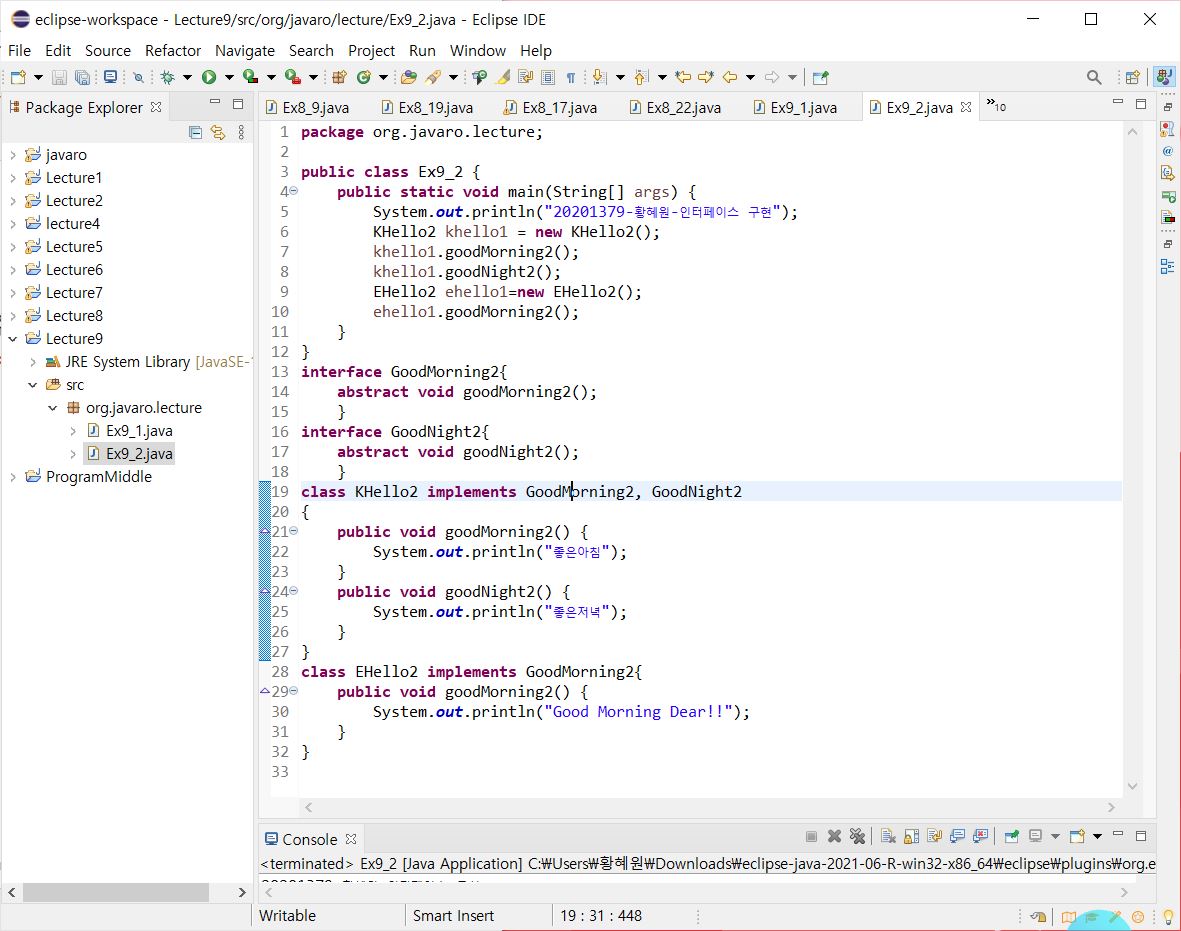 eclipse-workspace - Lecture9/src/org/javaro/lecture/Ex9_2.java - Eclipse IDE
File Edit Source Refactor Navigate Search Project Run Window Help
Package Explorer
javaro
Lecture1
Lecture2
lecture4
Lecture5
Lecture6
Lecture7
Lecture8
Lecture9
JRE System Library [JavaSE-
src
org.javaro.lecture
Ex9_1.java
Ex9_2.java
ProgramMiddle
Ex8_9.java Ex8_19.java Ex8_17.java Ex8_22.java Ex9_1.java Ex9_2.java »10
1 package org.javaro.lecture;
2
3 public class Ex9_2 {
4 public static void main(String[] args) {
5 System.out.println("20201379-황혜원-인터페이스 구현");
6 KHello2 khello1 = new KHello2();
7 khello1.goodMorning2();
8 khello1.goodNight2();
9 EHello2 ehello1=new EHello2();
10 ehello1.goodMorning2();
11 }
12 }
13 interface GoodMorning2{
14 abstract void goodMorning2();
15 }
16 interface GoodNight2{
17 abstract void goodNight2();
18 }
19 class KHello2 implements GoodMorning2, GoodNight2
20 {
21 public void goodMorning2() {
22 System.out.println("좋은아침");
23 }
24 public void goodNight2() {
25 System.out.println("좋은저녁");
26 }
27 }
28 class EHello2 implements GoodMorning2{
29 public void goodMorning2() {
30 System.out.println("Good Morning Dear!!");
31 }
32 }
33
Console
<terminated> Ex9_2 [Java Application] C:₩Users₩황혜원₩Downloads₩eclipse-java-2021-06-R-win32-x86_64₩eclipse₩plugins₩org.e
Writable Smart Insert 19 : 31 : 448